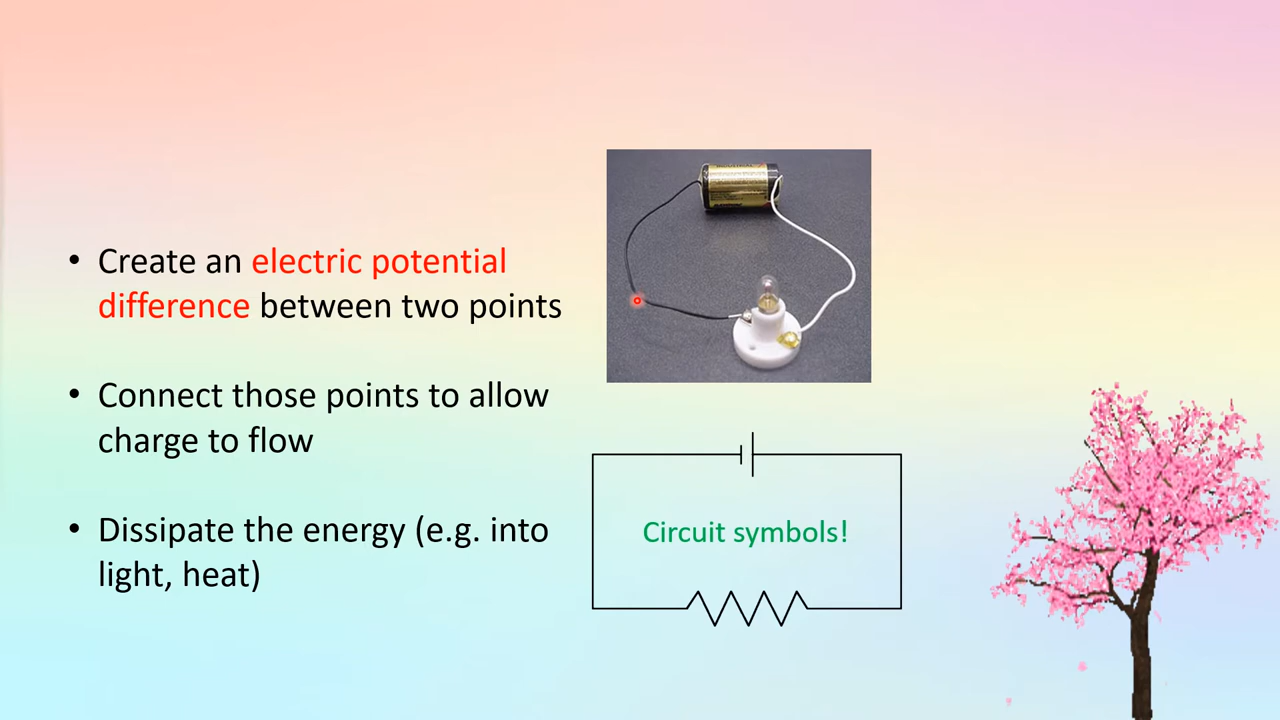 • Create an electric potential
difference between two points
• Connect those points to allow
charge to flow
• Dissipate the energy (e.g. into
light, heat)
Circuit symbols!